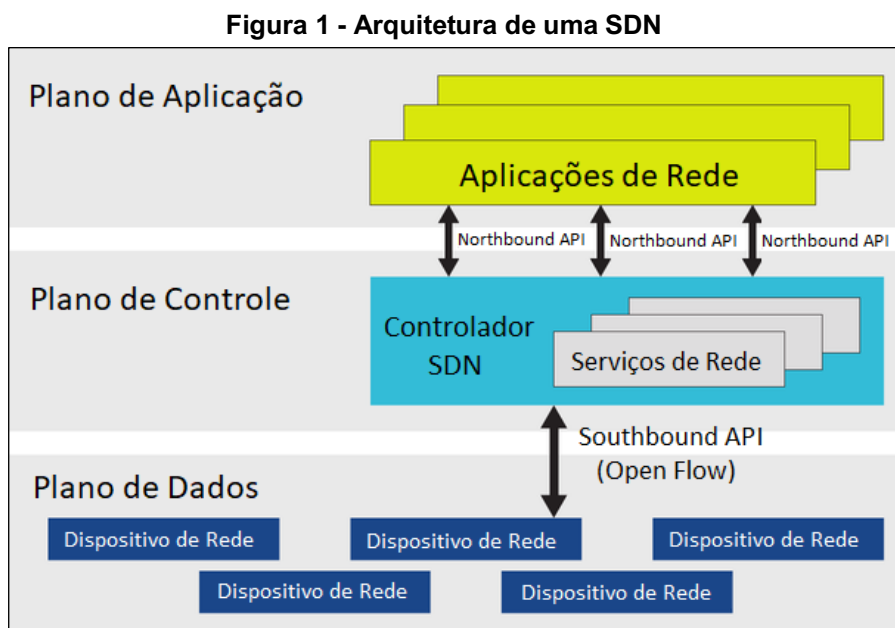 Figura 1 - Arquitetura de uma SDN
Plano de Aplicação
Aplicações de Rede
Northbound API
Northbound API
Northbound API
Plano de Controle
Controlador
SDN
Serviços de Rede
Southbound API
(Open Flow)
Plano de Dados
Dispositivo de Rede
Dispositivo de Rede
Dispositivo de Rede
Dispositivo de Rede
Dispositivo de Rede